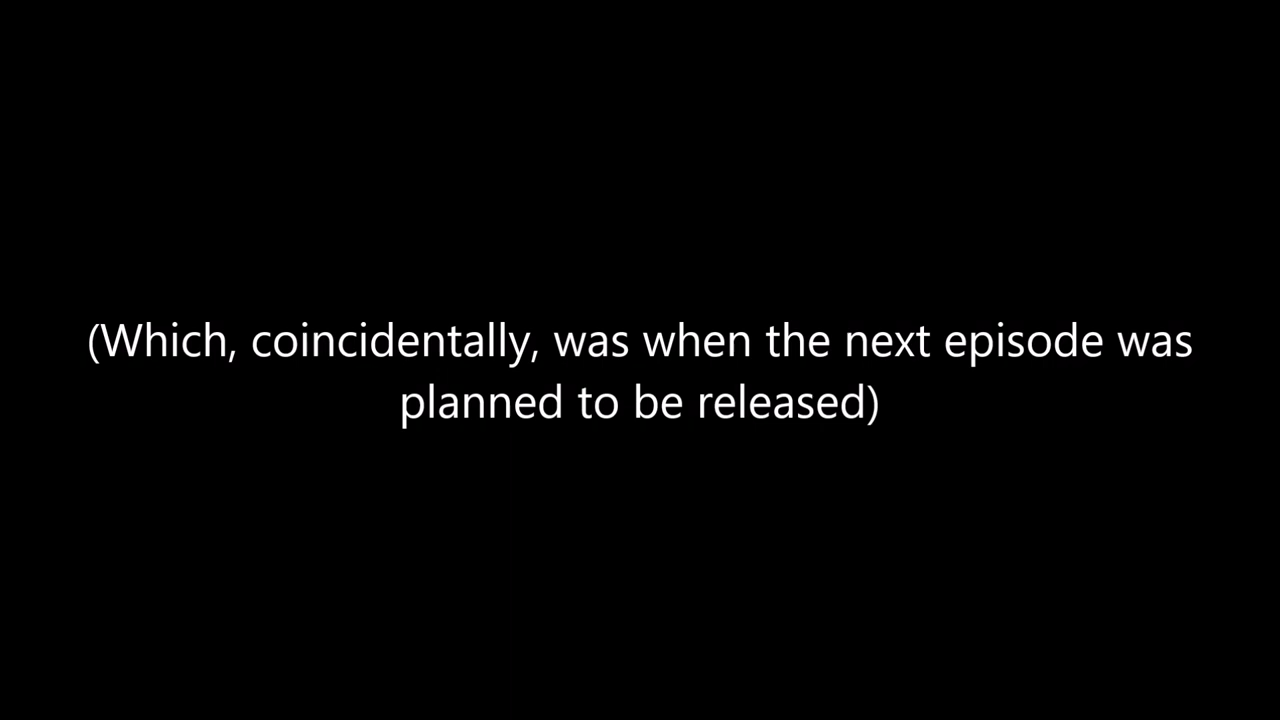 (Which, coincidentally, was when the next episode was
planned to be released)